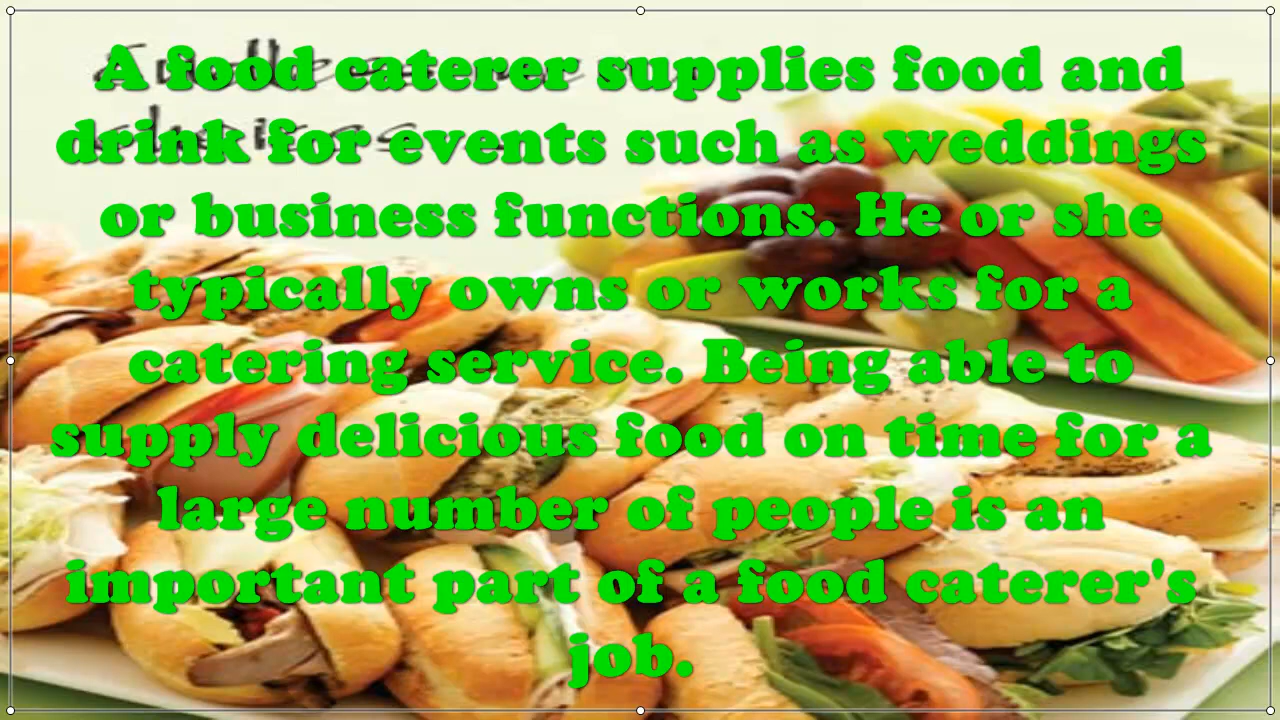 A food caterer supplies food and
drink for events such as weddings
or business functions. He or she
typically owns or works for a
catering service. Being able to
supply delicious food on time for a
large number of people is an
important part of a food caterer's
job.